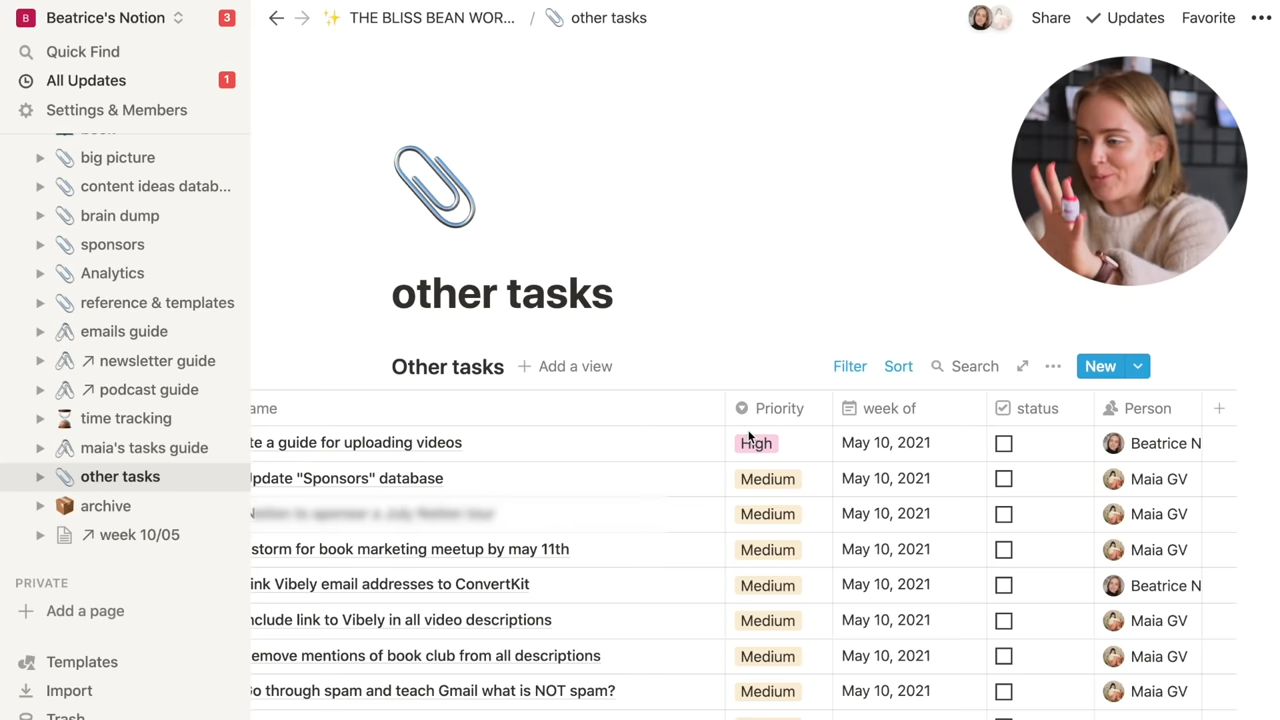 B Beatrice's Notion 3
Quick Find
All Updates 1
Settings & Members
big picture
content ideas datab...
brain dump
sponsors
Analytics
reference & templates
emails guide
↗ newsletter guide
↗ podcast guide
time tracking
maia's tasks guide
other tasks
archive
↗ week 10/05
PRIVATE
+ Add a page
Templates
Import
Trash
← → ✨ THE BLISS BEAN WOR... / other tasks
Share ✓ Updates Favorite •••
other tasks
Other tasks + Add a view Filter Sort Search ••• New
ame Priority week of status Person +
te a guide for uploading videos High May 10, 2021 Beatrice N
pdate "Sponsors" database Medium May 10, 2021 Maia GV
Medium May 10, 2021 Maia GV
storm for book marketing meetup by may 11th Medium May 10, 2021 Maia GV
ink Vibely email addresses to ConvertKit Medium May 10, 2021 Beatrice N
nclude link to Vibely in all video descriptions Medium May 10, 2021 Maia GV
emove mentions of book club from all descriptions Medium May 10, 2021 Maia GV
o through spam and teach Gmail what is NOT spam? Medium May 10, 2021 Maia GV